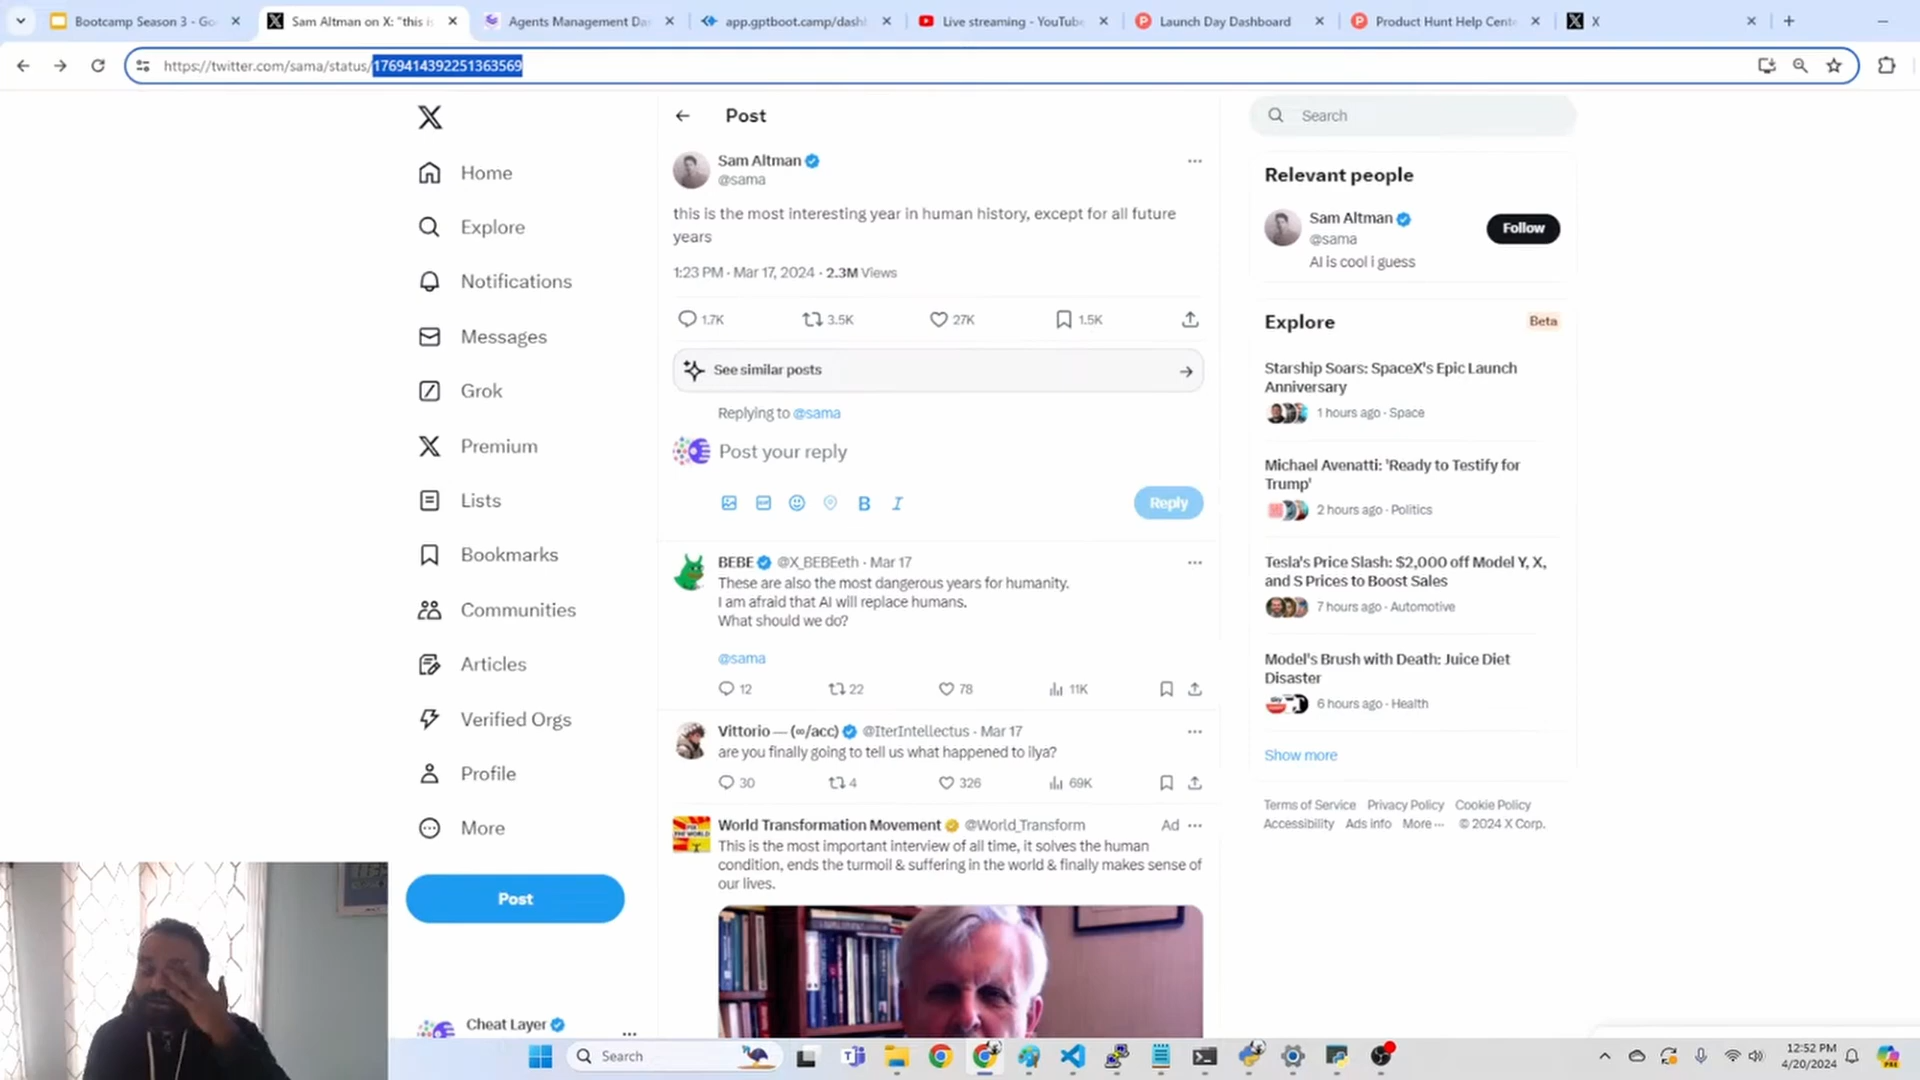 Bootcamp Season 3 - Go
Sam Altman on X: "this is
Agents Management Da
app.gptboot.camp/dash
Live streaming - YouTube
Launch Day Dashboard
Product Hunt Help Cent
X
https://twitter.com/sama/status/1769414392251363569
Home
Explore
Notifications
Messages
Grok
Premium
Lists
Bookmarks
Communities
Articles
Verified Orgs
Profile
More
Post
Cheat Layer
Post
Sam Altman
@sama
this is the most interesting year in human history, except for all future
years
1:23 PM · Mar 17, 2024 · 2.3M Views
1.7K 3.5K 27K 1.5K
See similar posts
Replying to @sama
Post your reply
GIF
B I
Reply
BEBE @X_BEBEeth · Mar 17
These are also the most dangerous years for humanity.
I am afraid that AI will replace humans.
What should we do?
@sama
12 22 78 11K
Vittorio — (∞/acc) @IterIntellectus · Mar 17
are you finally going to tell us what happened to ilya?
30 4 326 69K
World Transformation Movement @World_Transform Ad
This is the most important interview of all time, it solves the human
condition, ends the turmoil & suffering in the world & finally makes sense of
our lives.
Search
Relevant people
Sam Altman
@sama
Follow
AI is cool i guess
Explore
Beta
Starship Soars: SpaceX's Epic Launch
Anniversary
1 hours ago · Space
Michael Avenatti: 'Ready to Testify for
Trump'
2 hours ago · Politics
Tesla's Price Slash: $2,000 off Model Y, X,
and S Prices to Boost Sales
7 hours ago · Automotive
Model's Brush with Death: Juice Diet
Disaster
6 hours ago · Health
Show more
Terms of Service Privacy Policy Cookie Policy
Accessibility Ads info More ··· © 2024 X Corp.
Search
12:52 PM
4/20/2024